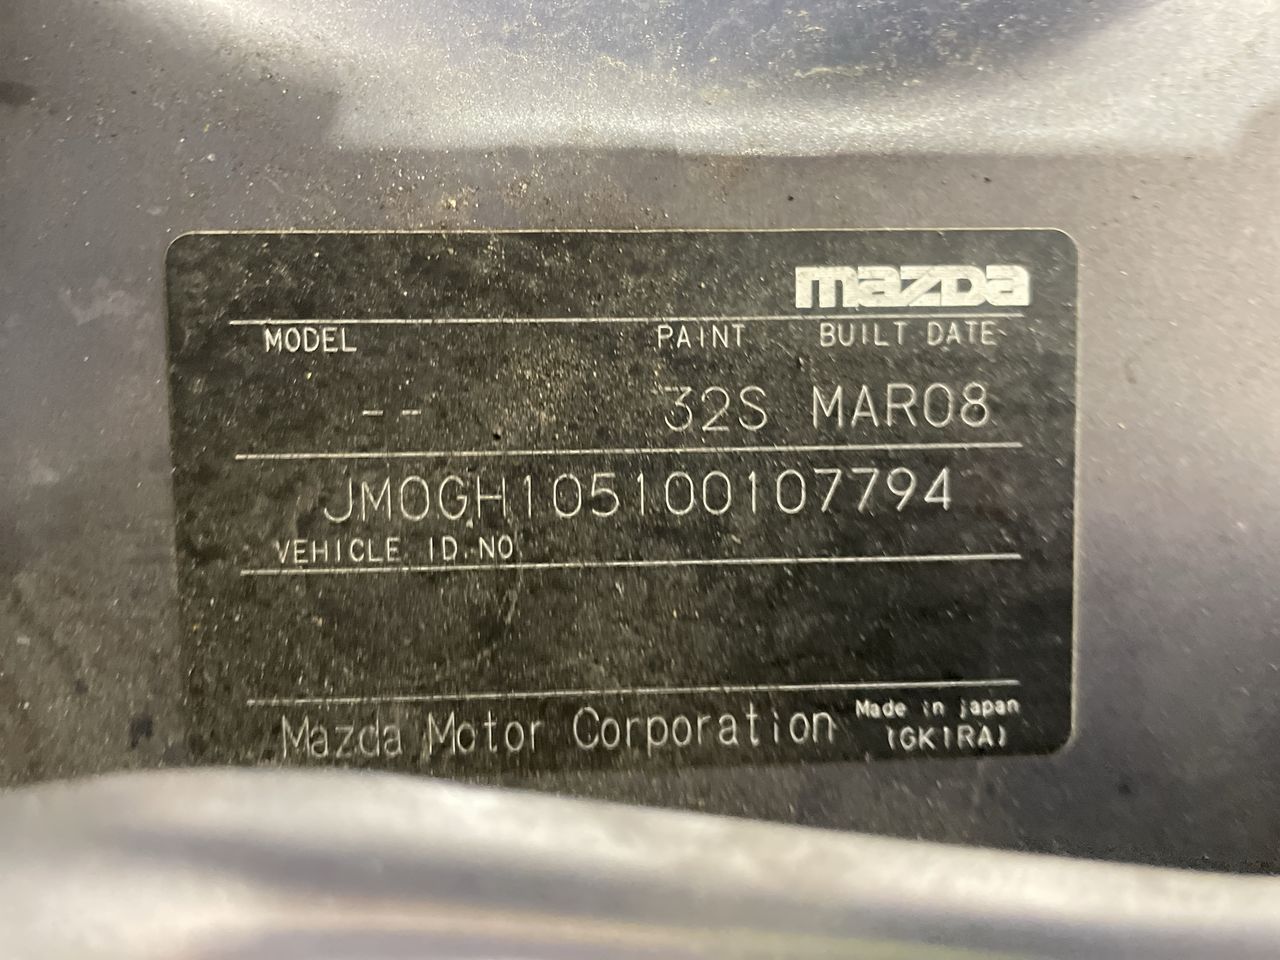 mazda
MODEL PAINT BUILT DATE
-- 32S MAR08
JM0GH105100107794
VEHICLE ID.NO
Mazda Motor Corporation Made in japan
(GK1RA)